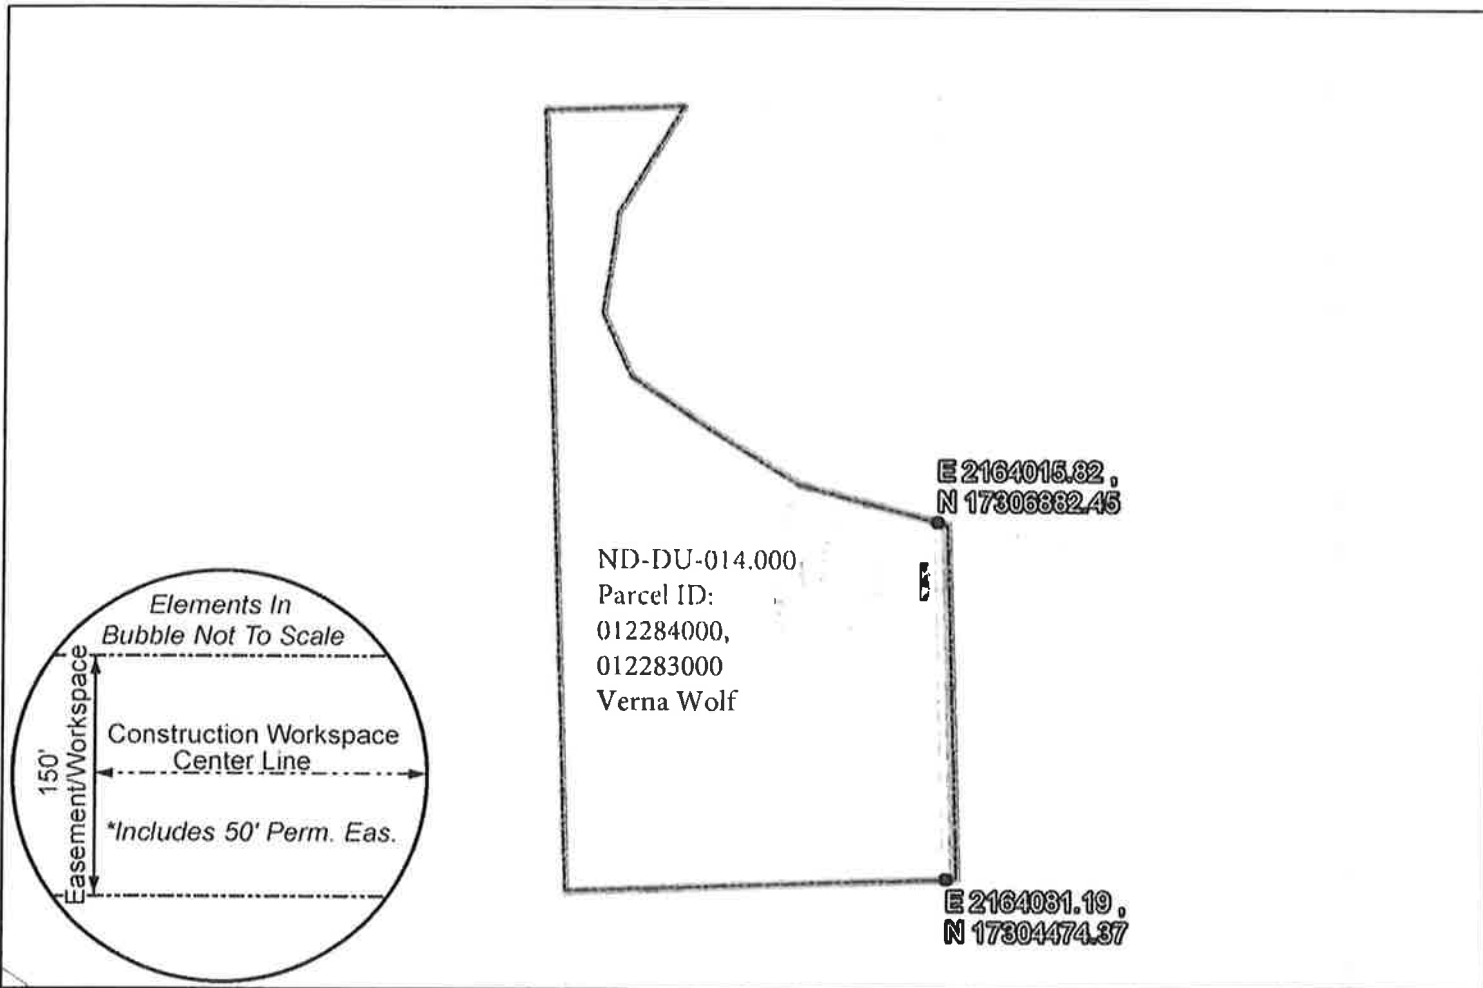 E 2164015.82 ,
N 17306882.45
ND-DU-014.000
Parcel ID:
012284000,
012283000
Verna Wolf
E 2164081.19 ,
N 17304474.37
Elements In
Bubble Not To Scale
150'
Easement/Workspace
Construction Workspace
Center Line
*Includes 50' Perm. Eas.